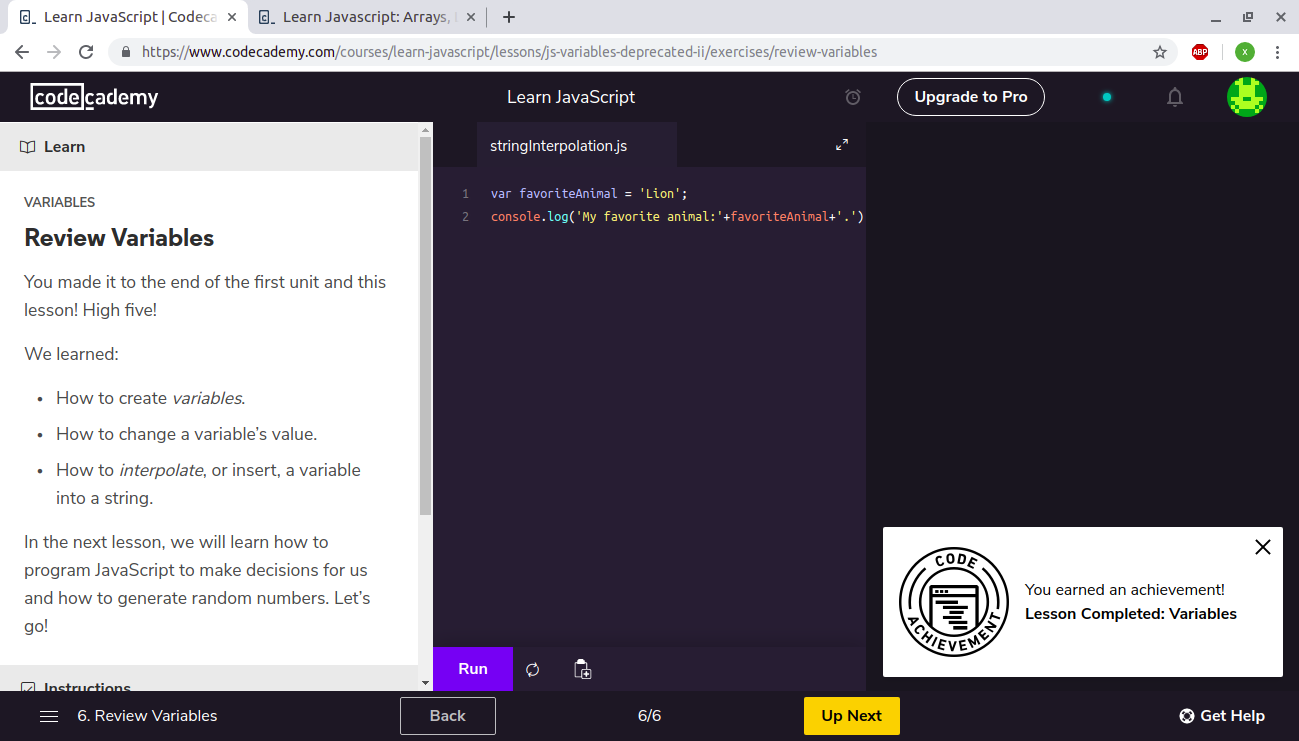 Learn JavaScript | Codeca
Learn Javascript: Arrays,
https://www.codecademy.com/courses/learn-javascript/lessons/js-variables-deprecated-ii/exercises/review-variables
ABP
X
codecademy
Learn JavaScript
Upgrade to Pro
Learn
stringInterpolation.js
VARIABLES
Review Variables
You made it to the end of the first unit and this
lesson! High five!
We learned:
• How to create variables.
• How to change a variable’s value.
• How to interpolate, or insert, a variable
into a string.
In the next lesson, we will learn how to
program JavaScript to make decisions for us
and how to generate random numbers. Let’s
go!
Instructions
1 var favoriteAnimal = 'Lion';
2 console.log('My favorite animal:'+favoriteAnimal+'.')
Run
CODE
ACHIEVEMENT
You earned an achievement!
Lesson Completed: Variables
6. Review Variables
Back
6/6
Up Next
Get Help